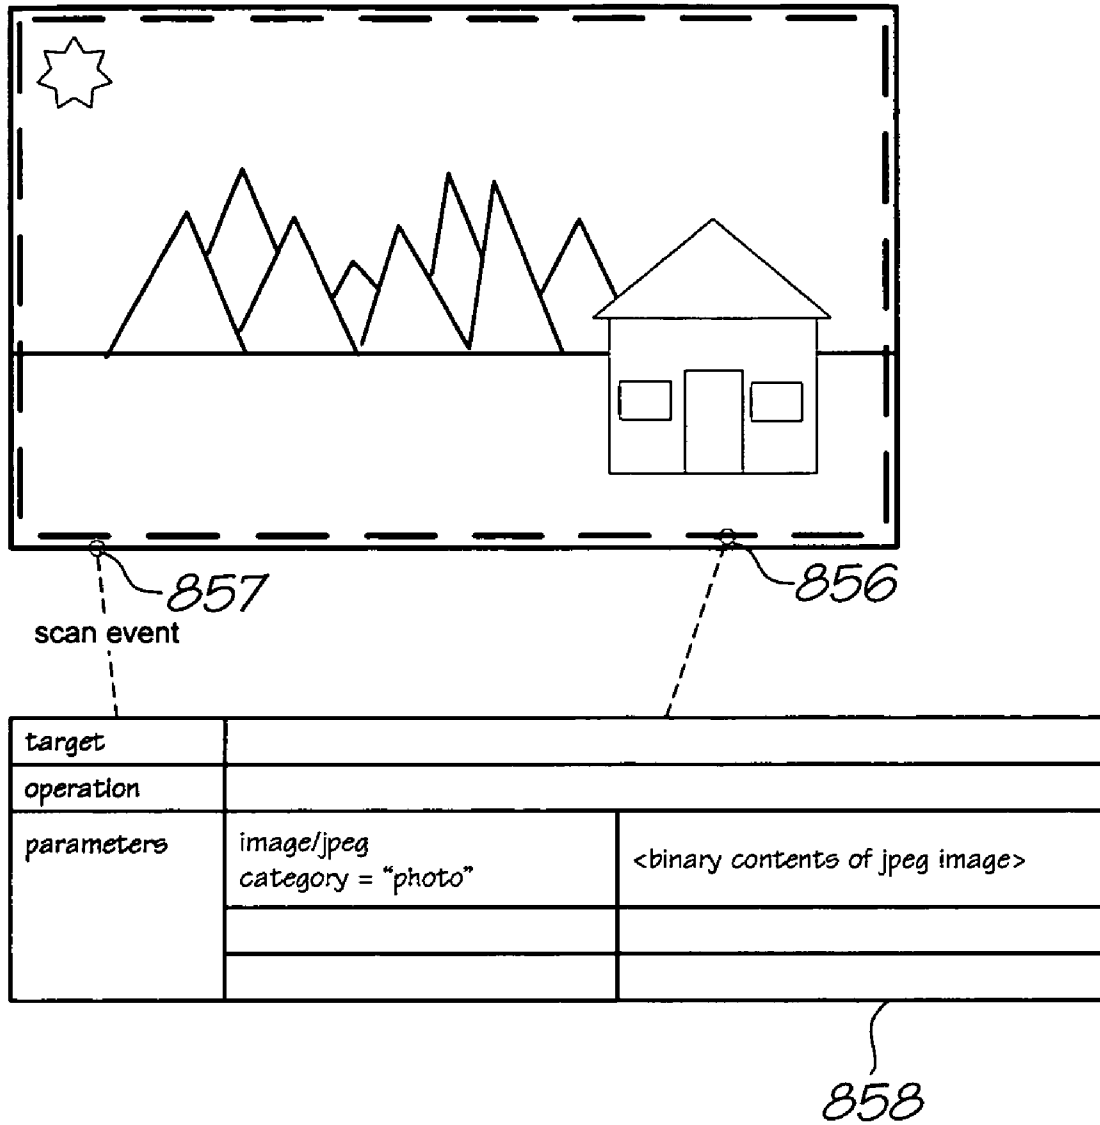 857
856
scan event
target
operation
parameters
image/jpeg
category = “photo”
<binary contents of jpeg image>
858